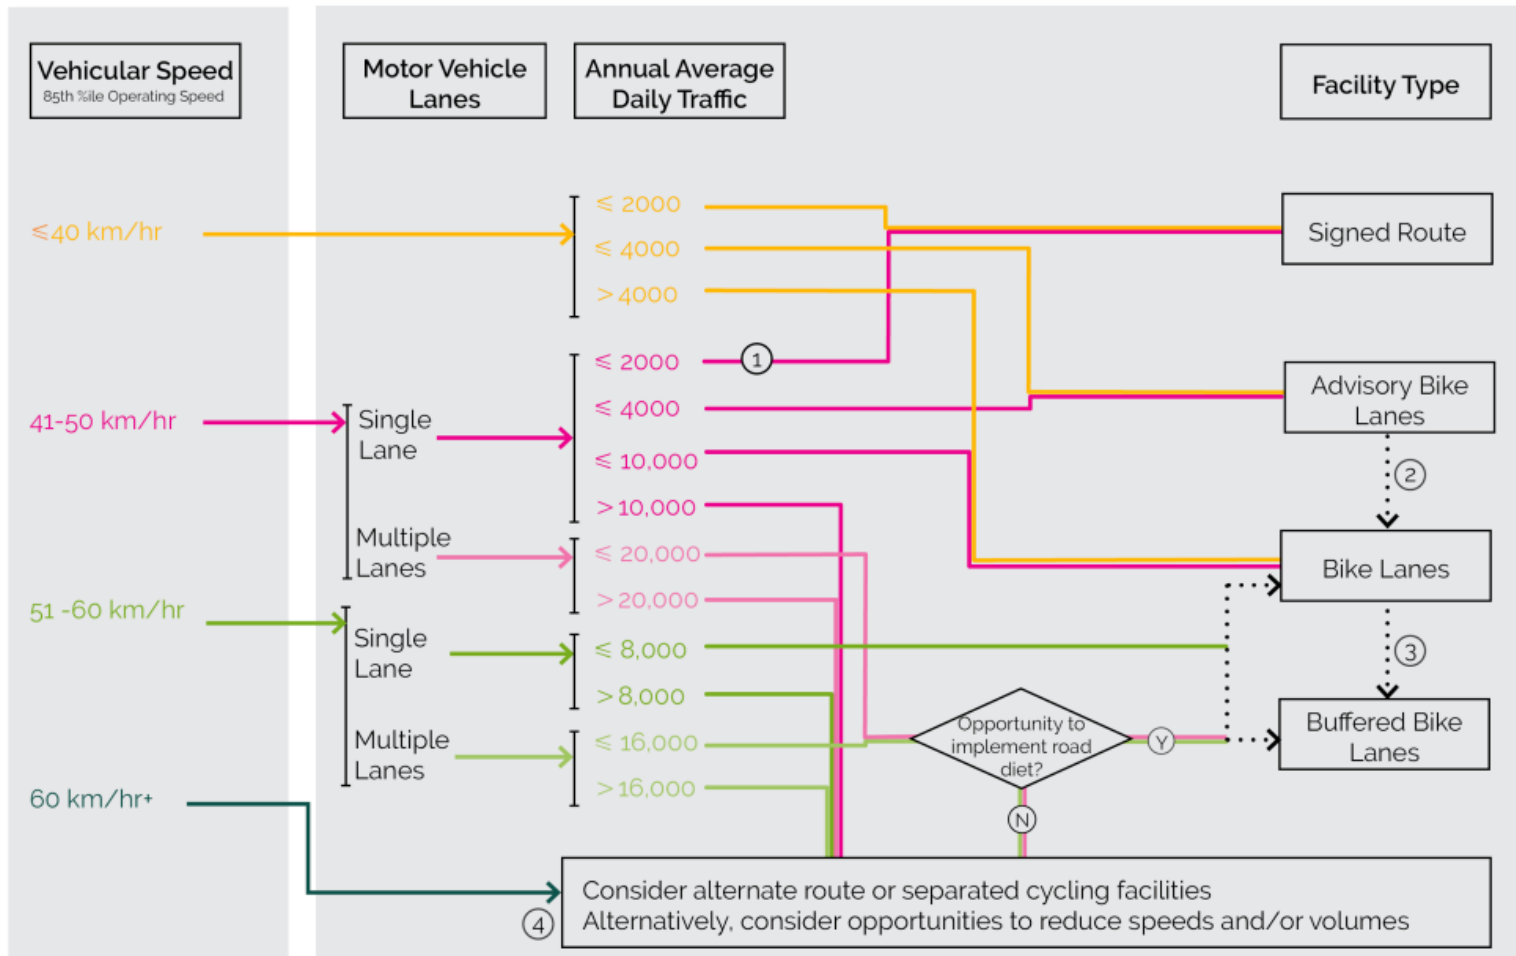 Vehicular Speed
85th %ile Operating Speed
Motor Vehicle
Lanes
Annual Average
Daily Traffic
Facility Type
≤40 km/hr
≤ 2000
≤ 4000
> 4000
Signed Route
41-50 km/hr
Single
Lane
≤ 2000
1
≤ 4000
≤ 10,000
> 10,000
Advisory Bike
Lanes
2
Multiple
Lanes
≤ 20,000
> 20,000
Bike Lanes
51 -60 km/hr
Single
Lane
≤ 8,000
> 8,000
3
Multiple
Lanes
≤ 16,000
> 16,000
Opportunity to
implement road
diet?
Y
N
Buffered Bike
Lanes
60 km/hr+
4
Consider alternate route or separated cycling facilities
Alternatively, consider opportunities to reduce speeds and/or volumes